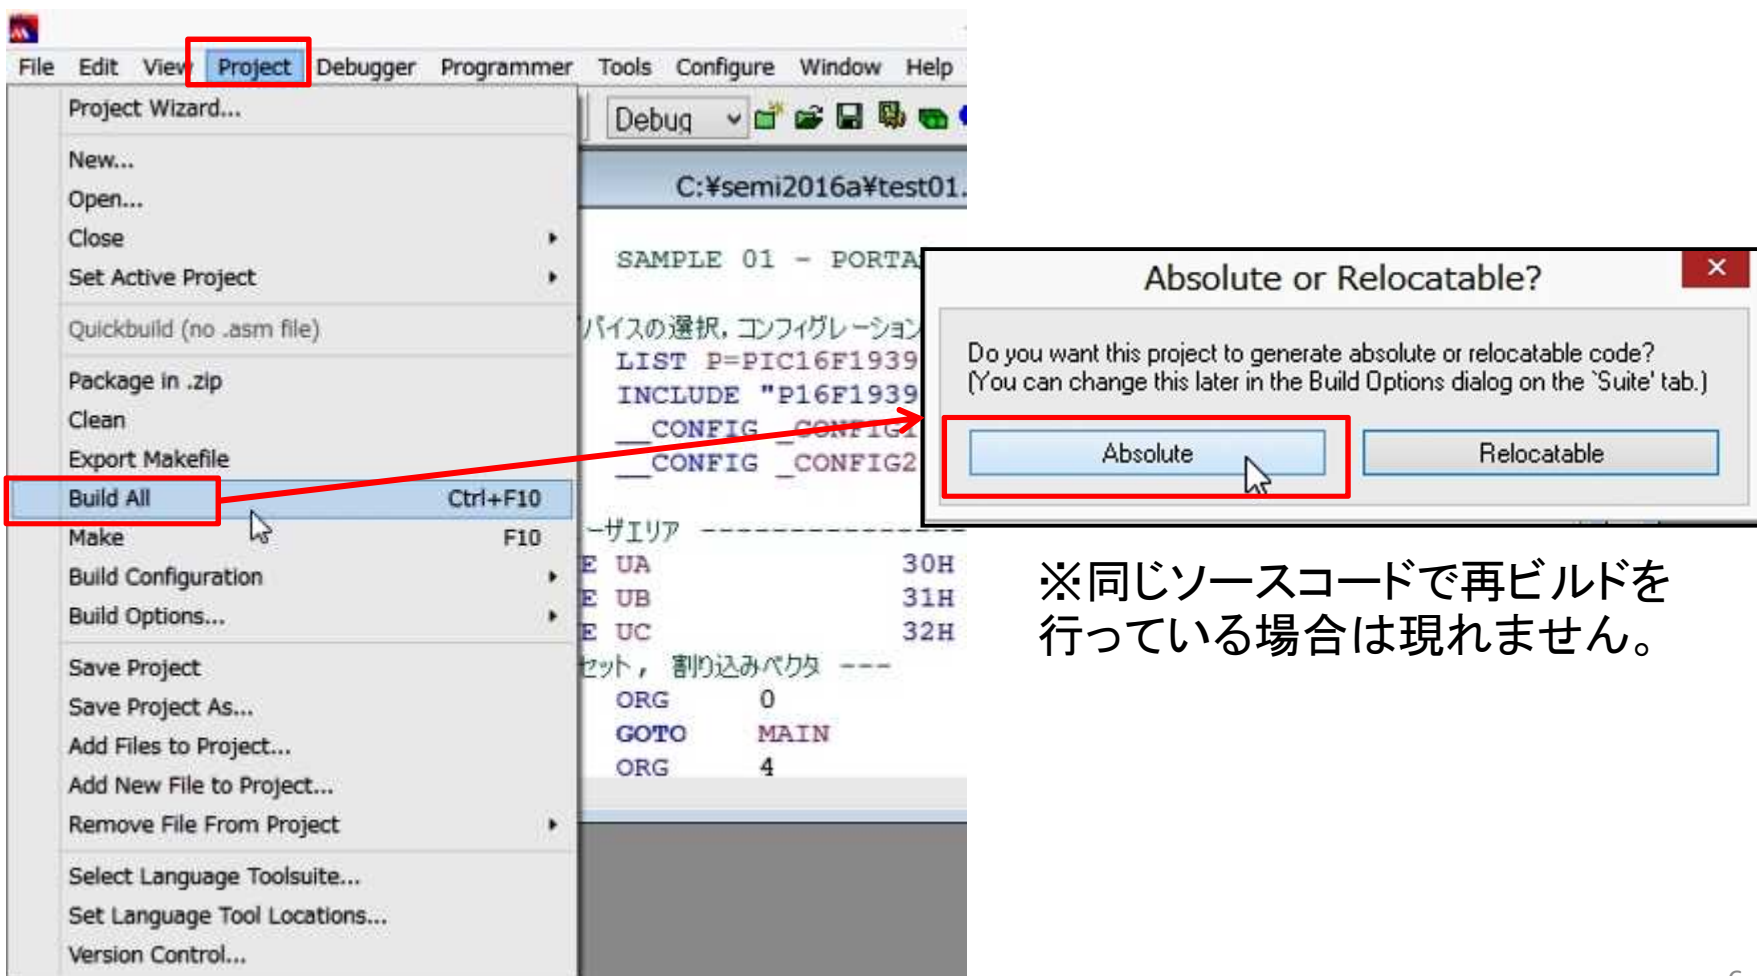 File Edit View Project Debugger Programmer Tools Configure Window Help
Project Wizard...
New...
Open...
Close
Set Active Project
Quickbuild (no .asm file)
Package in .zip
Clean
Export Makefile
Build All Ctrl+F10
Make F10
Build Configuration
Build Options...
Save Project
Save Project As...
Add Files to Project...
Add New File to Project...
Remove File From Project
Select Language Toolsuite...
Set Language Tool Locations...
Version Control...
Debug
C:¥semi2016a¥test01.
SAMPLE 01 - PORTA
バイスの選択, コンフィグレーション
LIST P=PIC16F1939
INCLUDE "P16F1939
__CONFIG _CONFIG1
__CONFIG _CONFIG2
ーザエリア ----------------
E UA 30H
E UB 31H
E UC 32H
セット, 割り込みベクタ ---
ORG 0
GOTO MAIN
ORG 4
Absolute or Relocatable?
Do you want this project to generate absolute or relocatable code?
(You can change this later in the Build Options dialog on the `Suite' tab.)
Absolute Relocatable
※同じソースコードで再ビルドを
行っている場合は現れません。